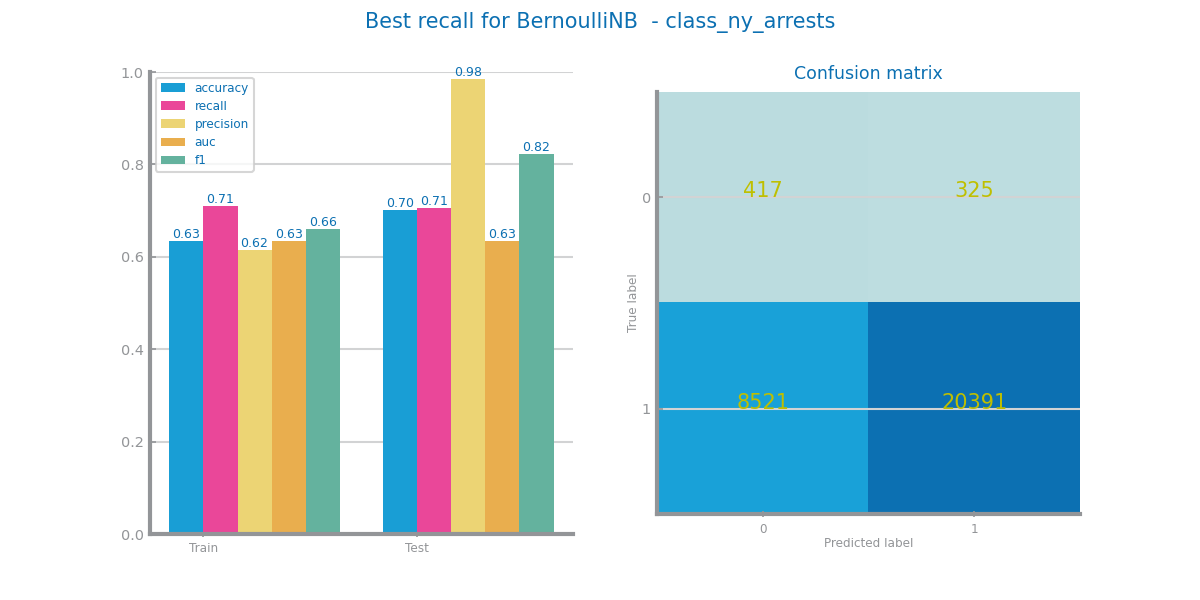 Best recall for BernoulliNB - class_ny_arrests
1.0
0.8
0.6
0.4
0.2
0.0
accuracy
recall
precision
auc
f1
0.63
0.71
0.62
0.63
0.66
0.70
0.71
0.98
0.63
0.82
Train
Test
Confusion matrix
True label
0
1
417
325
8521
20391
0
1
Predicted label